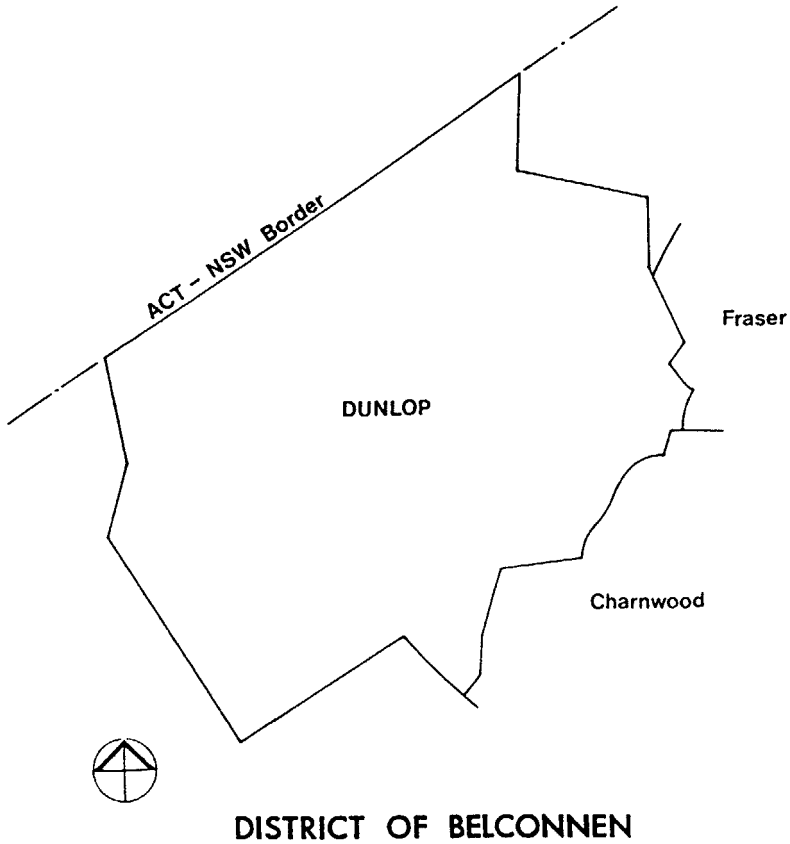 ACT - NSW Border
Fraser
DUNLOP
Charnwood
DISTRICT OF BELCONNEN